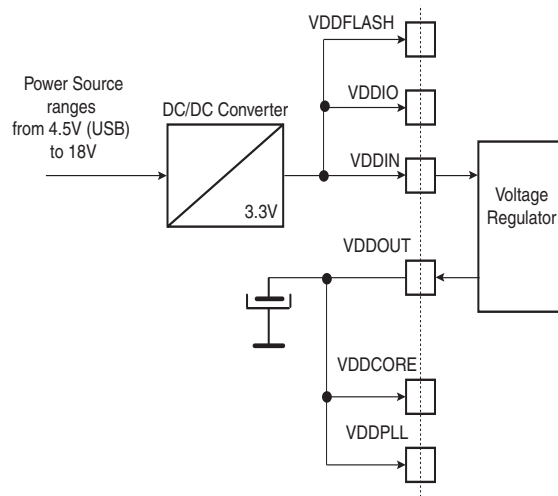 VDDFLASH
Power Source
ranges
from 4.5V (USB)
to 18V
DC/DC Converter
VDDIO
VDDIN
3.3V
Voltage
Regulator
VDDOUT
VDDCORE
VDDPLL